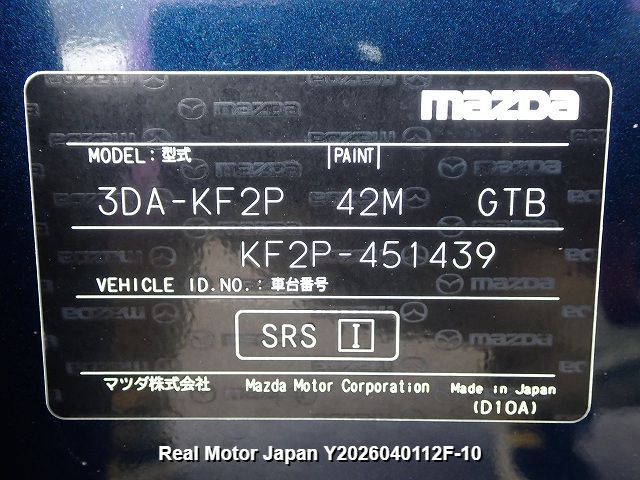 mazda
MODEL:型式 PAINT
3DA-KF2P 42M GTB
KF2P-451439
VEHICLE ID.NO.:車台番号
SRS I
マツダ株式会社 Mazda Motor Corporation Made in Japan
(D10A)
Real Motor Japan Y2026040112F-10